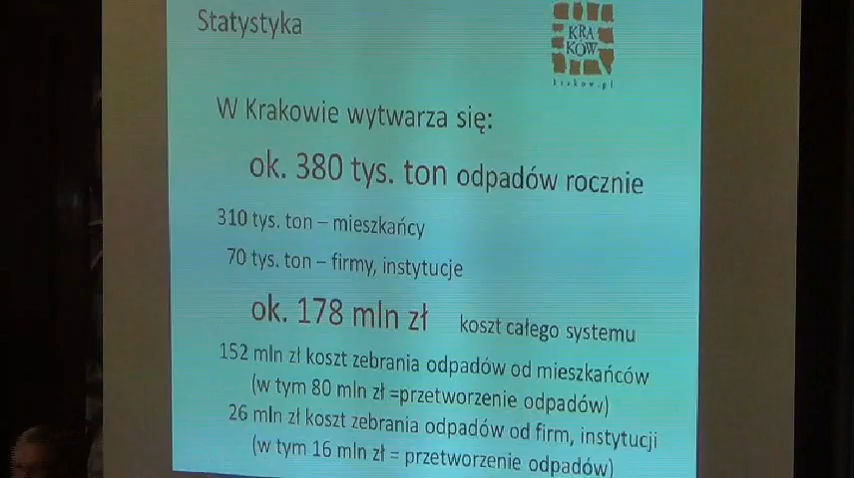 Statystyka
KRA
KÓW
krakow.pl
W Krakowie wytwarza się:
ok. 380 tys. ton odpadów rocznie
310 tys. ton – mieszkańcy
70 tys. ton – firmy, instytucje
ok. 178 mln zł koszt całego systemu
152 mln zł koszt zebrania odpadów od mieszkańców
(w tym 80 mln zł =przetworzenie odpadów)
26 mln zł koszt zebrania odpadów od firm, instytucji
(w tym 16 mln zł = przetworzenie odpadów)